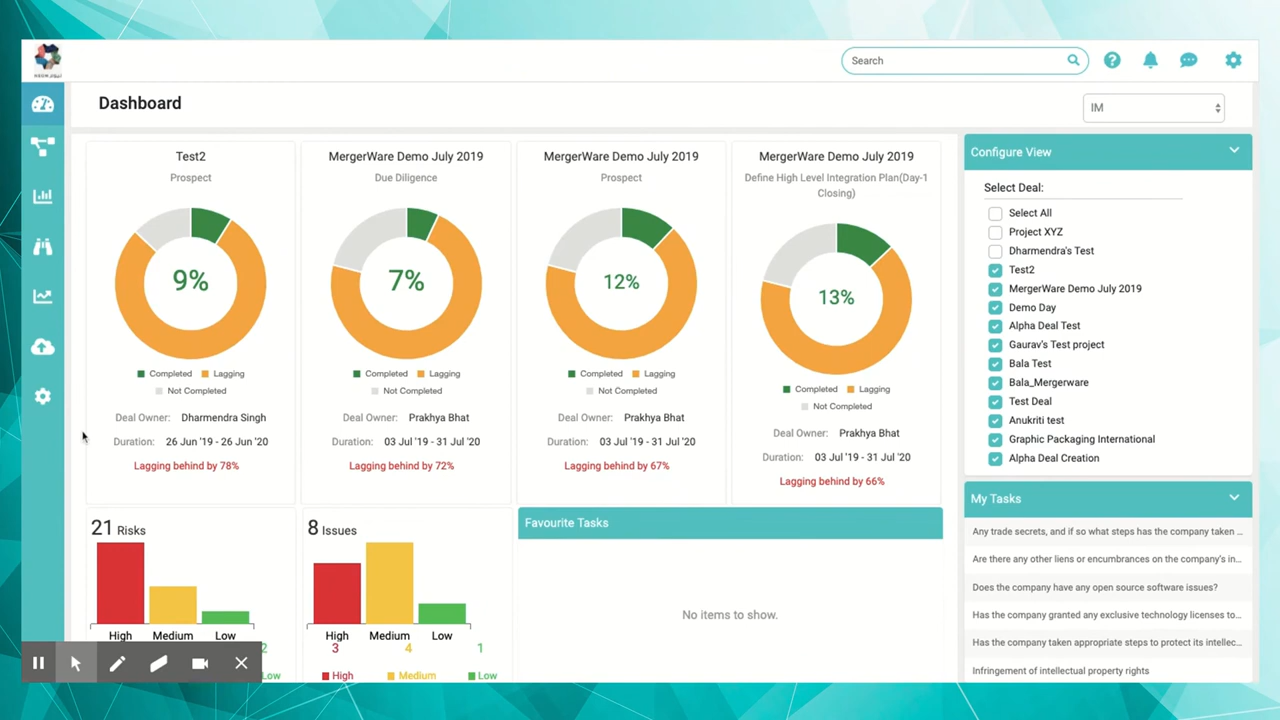 Search
Dashboard
IM
Test2
Prospect
9%
Completed Lagging
Not Completed
Deal Owner: Dharmendra Singh
Duration: 26 Jun '19 - 26 Jun '20
Lagging behind by 78%
MergerWare Demo July 2019
Due Diligence
7%
Completed Lagging
Not Completed
Deal Owner: Prakhya Bhat
Duration: 03 Jul '19 - 31 Jul '20
Lagging behind by 72%
MergerWare Demo July 2019
Prospect
12%
Completed Lagging
Not Completed
Deal Owner: Prakhya Bhat
Duration: 03 Jul '19 - 31 Jul '20
Lagging behind by 67%
MergerWare Demo July 2019
Define High Level Integration Plan(Day-1
Closing)
13%
Completed Lagging
Not Completed
Deal Owner: Prakhya Bhat
Duration: 03 Jul '19 - 31 Jul '20
Lagging behind by 66%
Configure View
Select Deal:
Select All
Project XYZ
Dharmendra's Test
Test2
MergerWare Demo July 2019
Demo Day
Alpha Deal Test
Gaurav's Test project
Bala Test
Bala_Mergerware
Test Deal
Anukriti test
Graphic Packaging International
Alpha Deal Creation
21 Risks
High Medium Low
2
Low
8 Issues
High Medium Low
3 4 1
High Medium Low
Favourite Tasks
No items to show.
My Tasks
Any trade secrets, and if so what steps has the company taken ...
Are there any other liens or encumbrances on the company's in...
Does the company have any open source software issues?
Has the company granted any exclusive technology licenses to...
Has the company taken appropriate steps to protect its intellec...
Infringement of intellectual property rights